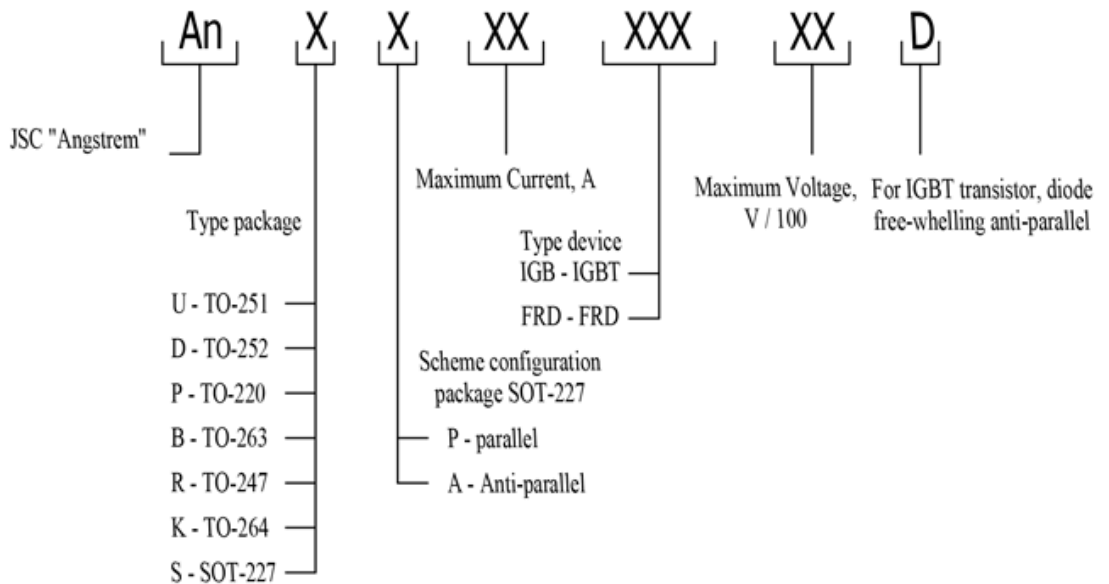 An X X XX XXX XX D
JSC "Angstrem"
Maximum Current, A
Maximum Voltage,
V / 100
For IGBT transistor, diode
free-whelling anti-parallel
Type package
Type device
IGB - IGBT
FRD - FRD
U - TO-251
D - TO-252
P - TO-220
B - TO-263
R - TO-247
K - TO-264
S - SOT-227
Scheme configuration
package SOT-227
P - parallel
A - Anti-parallel